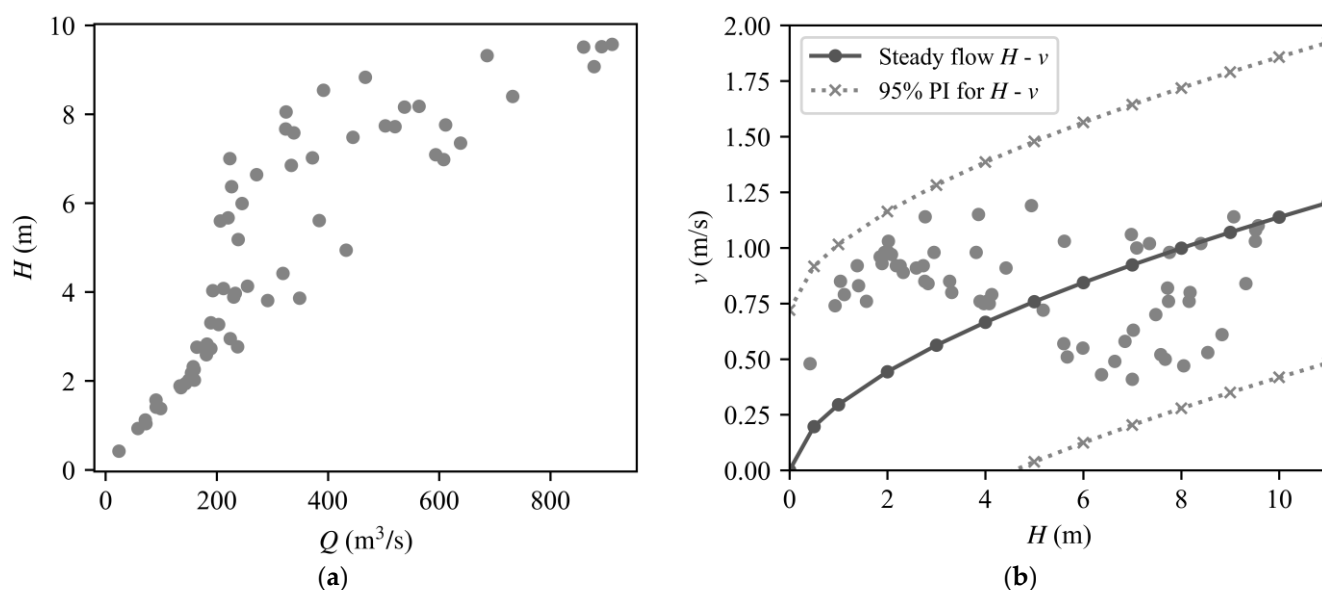 10
8
6
4
2
0
H (m)
0 200 400 600 800
Q (m³/s)
(a)
2.00
1.75
1.50
1.25
1.00
0.75
0.50
0.25
0.00
v (m/s)
Steady flow H - v
95% PI for H - v
0 2 4 6 8 10
H (m)
(b)